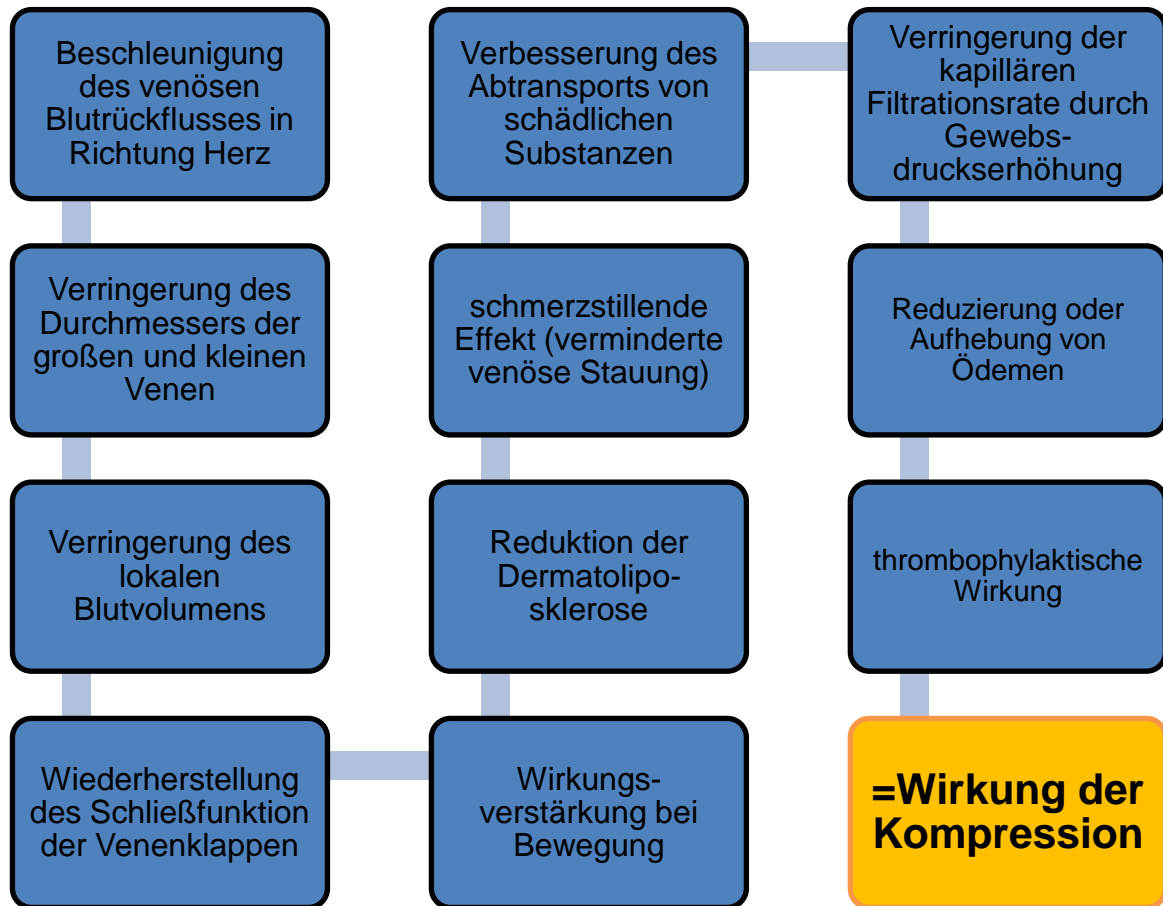 Beschleunigung
des venösen
Blutrückflusses in
Richtung Herz
Verringerung des
Durchmessers der
großen und kleinen
Venen
Verringerung des
lokalen
Blutvolumens
Wiederherstellung
des Schließfunktion
der Venenklappen
Wirkungs-
verstärkung bei
Bewegung
Reduktion der
Dermatolipo-
sklerose
schmerzstillende
Effekt (verminderte
venöse Stauung)
Verbesserung des
Abtransports von
schädlichen
Substanzen
Verringerung der
kapillären
Filtrationsrate durch
Gewebs-
druckserhöhung
Reduzierung oder
Aufhebung von
Ödemen
thrombophylaktische
Wirkung
=Wirkung der
Kompression